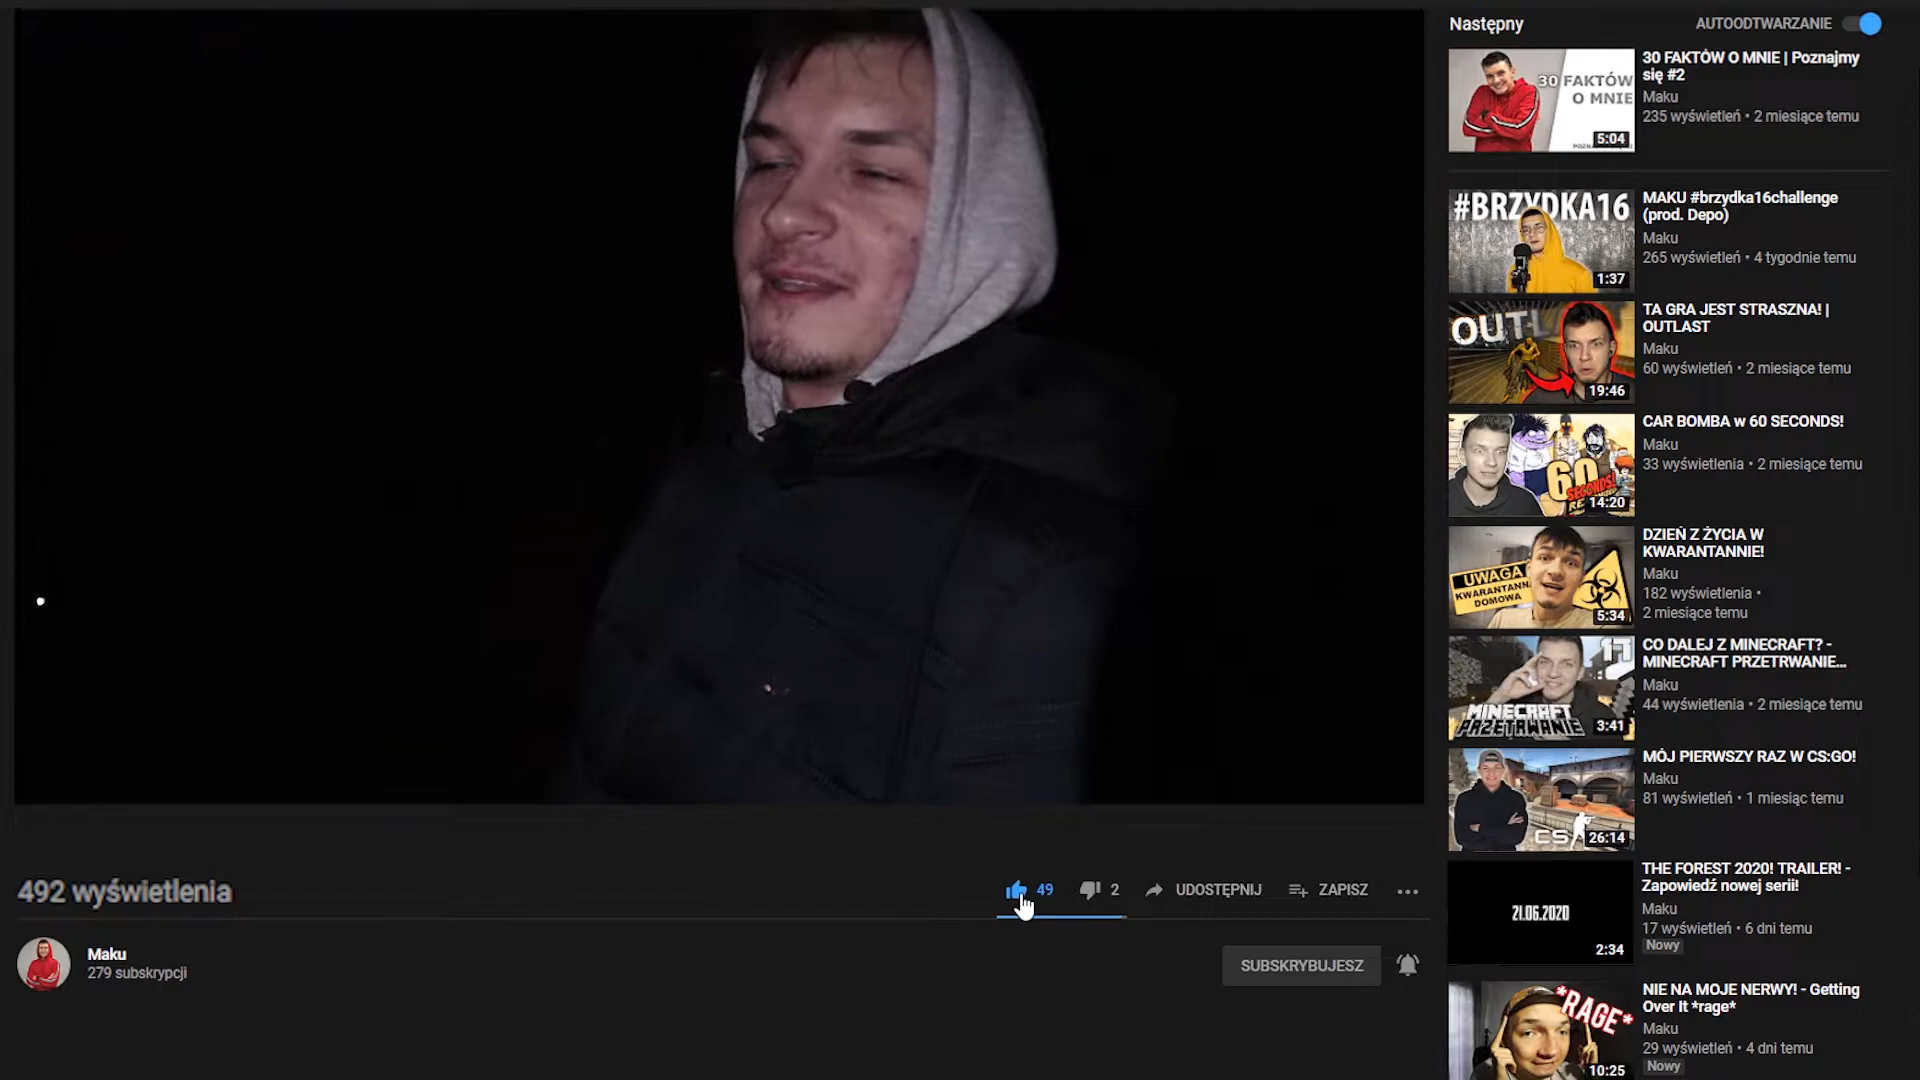 Następny
AUTOODTWARZANIE
30 FAKTÓW
O MNIE
5:04
30 FAKTÓW O MNIE | Poznajmy
się #2
Maku
235 wyświetleń • 2 miesiące temu
#BRZYDKA16
1:37
MAKU #brzydka16challenge
(prod. Depo)
Maku
265 wyświetleń • 4 tygodnie temu
19:46
TA GRA JEST STRASZNA! |
OUTLAST
Maku
60 wyświetleń • 2 miesiące temu
60
SECONDS!
14:20
CAR BOMBA w 60 SECONDS!
Maku
33 wyświetlenia • 2 miesiące temu
UWAGA
KWARANTANNA
DOMOWA
5:34
DZIEŃ Z ŻYCIA W
KWARANTANNIE!
Maku
182 wyświetlenia •
2 miesiące temu
MINECRAFT
PRZETRWANIE
3:41
CO DALEJ Z MINECRAFT? -
MINECRAFT PRZETRWANIE...
Maku
44 wyświetlenia • 2 miesiące temu
CS
26:14
MÓJ PIERWSZY RAZ W CS:GO!
Maku
81 wyświetleń • 1 miesiąc temu
21.06.2020
2:34
THE FOREST 2020! TRAILER! -
Zapowiedź nowej serii!
Maku
17 wyświetleń • 6 dni temu
Nowy
*RAGE*
10:25
NIE NA MOJE NERWY! - Getting
Over It *rage*
Maku
29 wyświetleń • 4 dni temu
Nowy
492 wyświetlenia
49
2
UDOSTĘPNIJ
ZAPISZ
Maku
279 subskrypcji
SUBSKRYBUJESZ